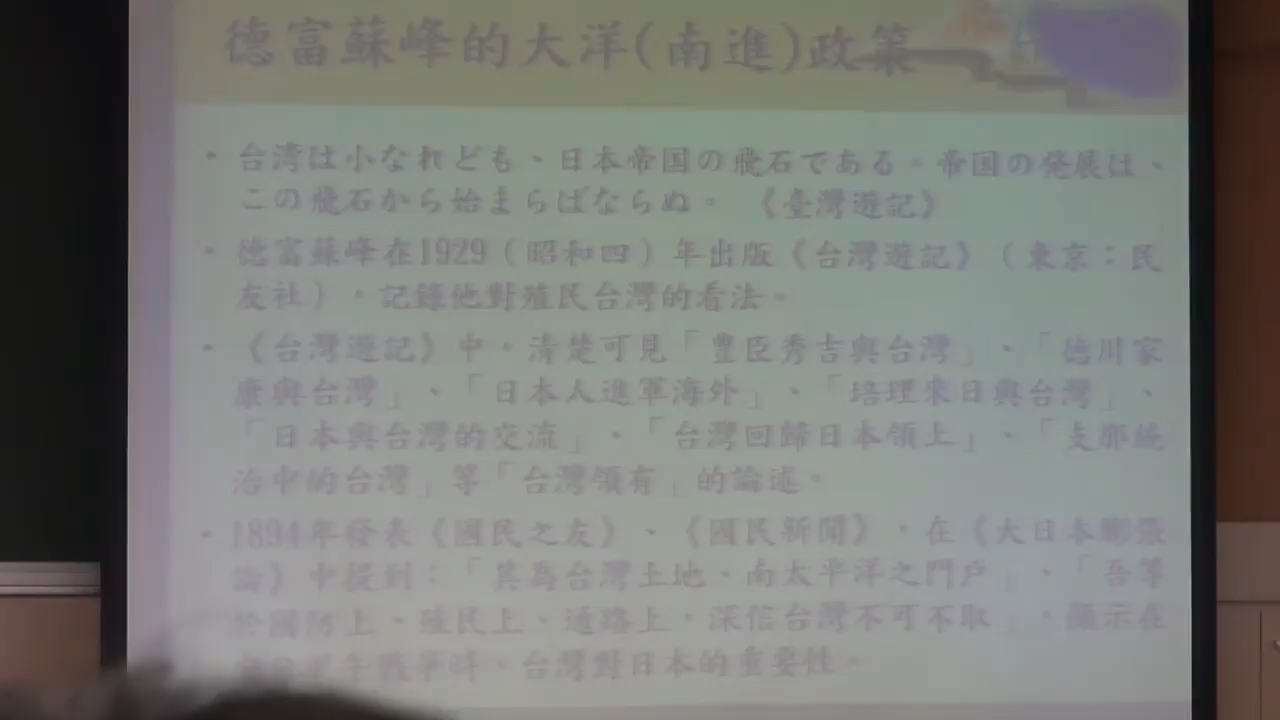 德富蘇峰的大洋(南進)政策
• 台湾は小なれども、日本帝国の飛石である。帝国の発展は、
この飛石から始まらばならぬ。 《臺灣遊記》
• 德富蘇峰在1929（昭和四）年出版《台灣遊記》（東京：民
友社），記錄他對殖民台灣的看法。
• 《台灣遊記》中，清楚可見「豊臣秀吉與台灣」、「德川家
康與台灣」、「日本人進軍海外」、「培理來日與台灣」、
「日本與台灣的交流」、「台灣回歸日本領土」、「支那統
治中的台灣」等「台灣領有」的論述。
• 1894年發表《國民之友》、《國民新聞》，在《大日本膨脹
論》中提到：「其為台灣土地、南太平洋之門戶」、「吾等
於國防上、殖民上、通路上，深信台灣不可不取」，顯示在
甲午戰爭時，台灣對日本的重要性。